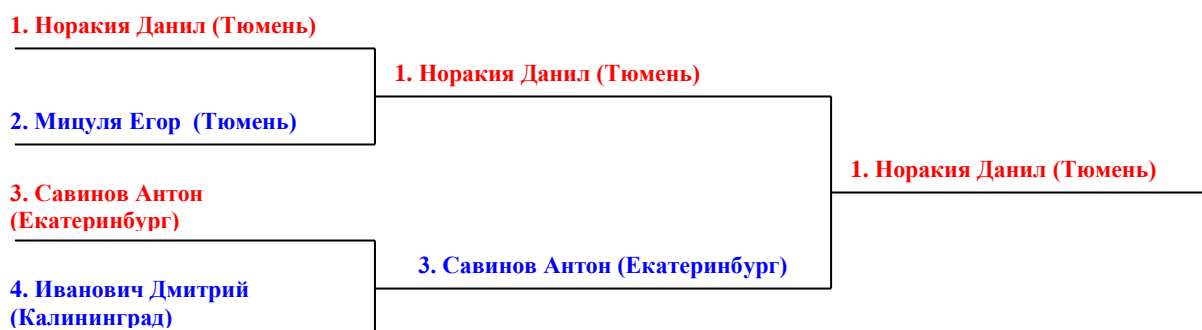 1. Норакия Данил (Тюмень)
2. Мицуля Егор (Тюмень)
3. Савинов Антон
(Екатеринбург)
4. Иванович Дмитрий
(Калининград)
1. Норакия Данил (Тюмень)
3. Савинов Антон (Екатеринбург)
1. Норакия Данил (Тюмень)